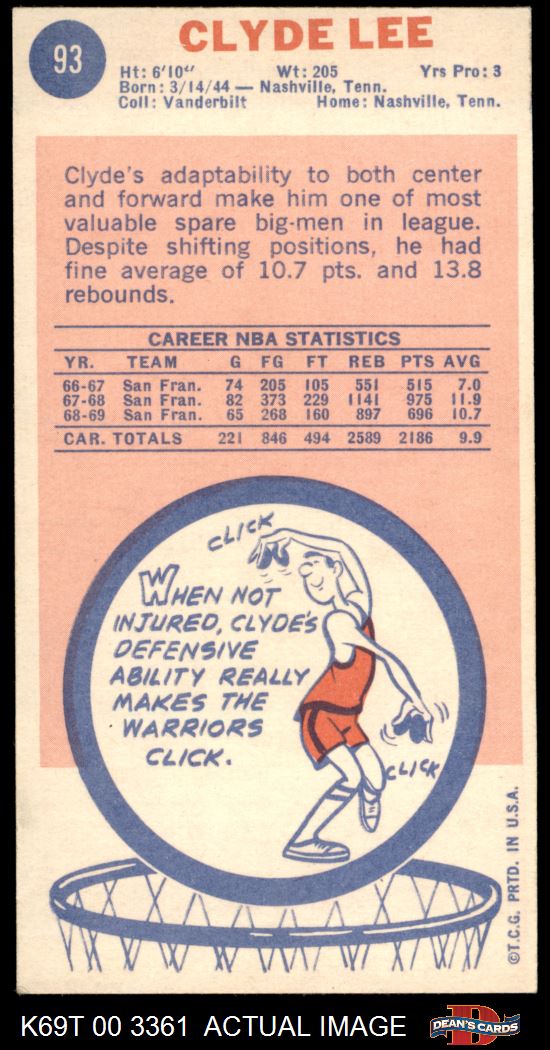 93
CLYDE LEE
Ht: 6'10" Wt: 205 Yrs Pro: 3
Born: 3/14/44 — Nashville, Tenn.
Coll: Vanderbilt Home: Nashville, Tenn.
Clyde's adaptability to both center
and forward make him one of most
valuable spare big-men in league.
Despite shifting positions, he had
fine average of 10.7 pts. and 13.8
rebounds.
CAREER NBA STATISTICS
YR. TEAM G FG FT REB PTS AVG
66-67 San Fran. 74 205 105 551 515 7.0
67-68 San Fran. 82 373 229 1141 975 11.9
68-69 San Fran. 65 268 160 897 696 10.7
CAR. TOTALS 221 846 494 2589 2186 9.9
CLICK
WHEN NOT
INJURED, CLYDE'S
DEFENSIVE
ABILITY REALLY
MAKES THE
WARRIORS
CLICK.
CLICK
©T.C.G. PRTD. IN U.S.A.
K69T 00 3361 ACTUAL IMAGE
D
DEAN'S CARDS